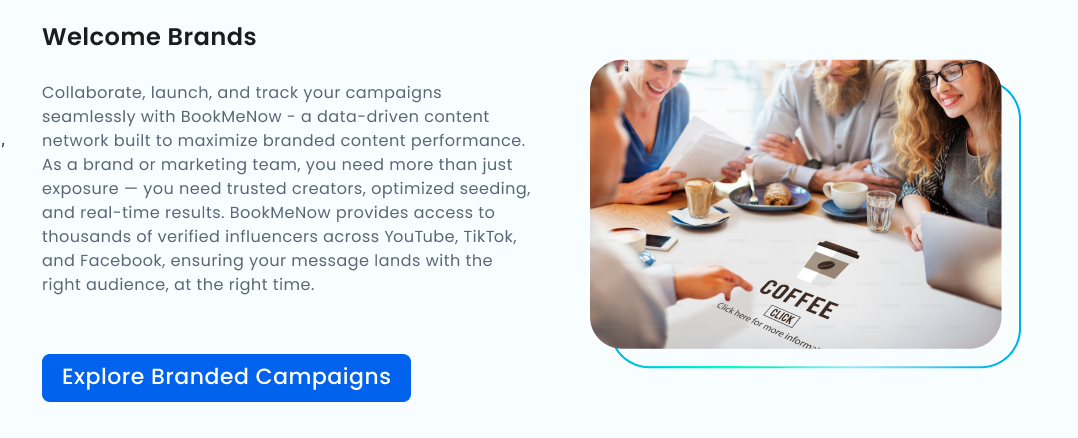 Welcome Brands
Collaborate, launch, and track your campaigns
seamlessly with BookMeNow - a data-driven content
network built to maximize branded content performance.
As a brand or marketing team, you need more than just
exposure — you need trusted creators, optimized seeding,
and real-time results. BookMeNow provides access to
thousands of verified influencers across YouTube, TikTok,
and Facebook, ensuring your message lands with the
right audience, at the right time.
Explore Branded Campaigns
COFFEE
CLICK
Click here for more